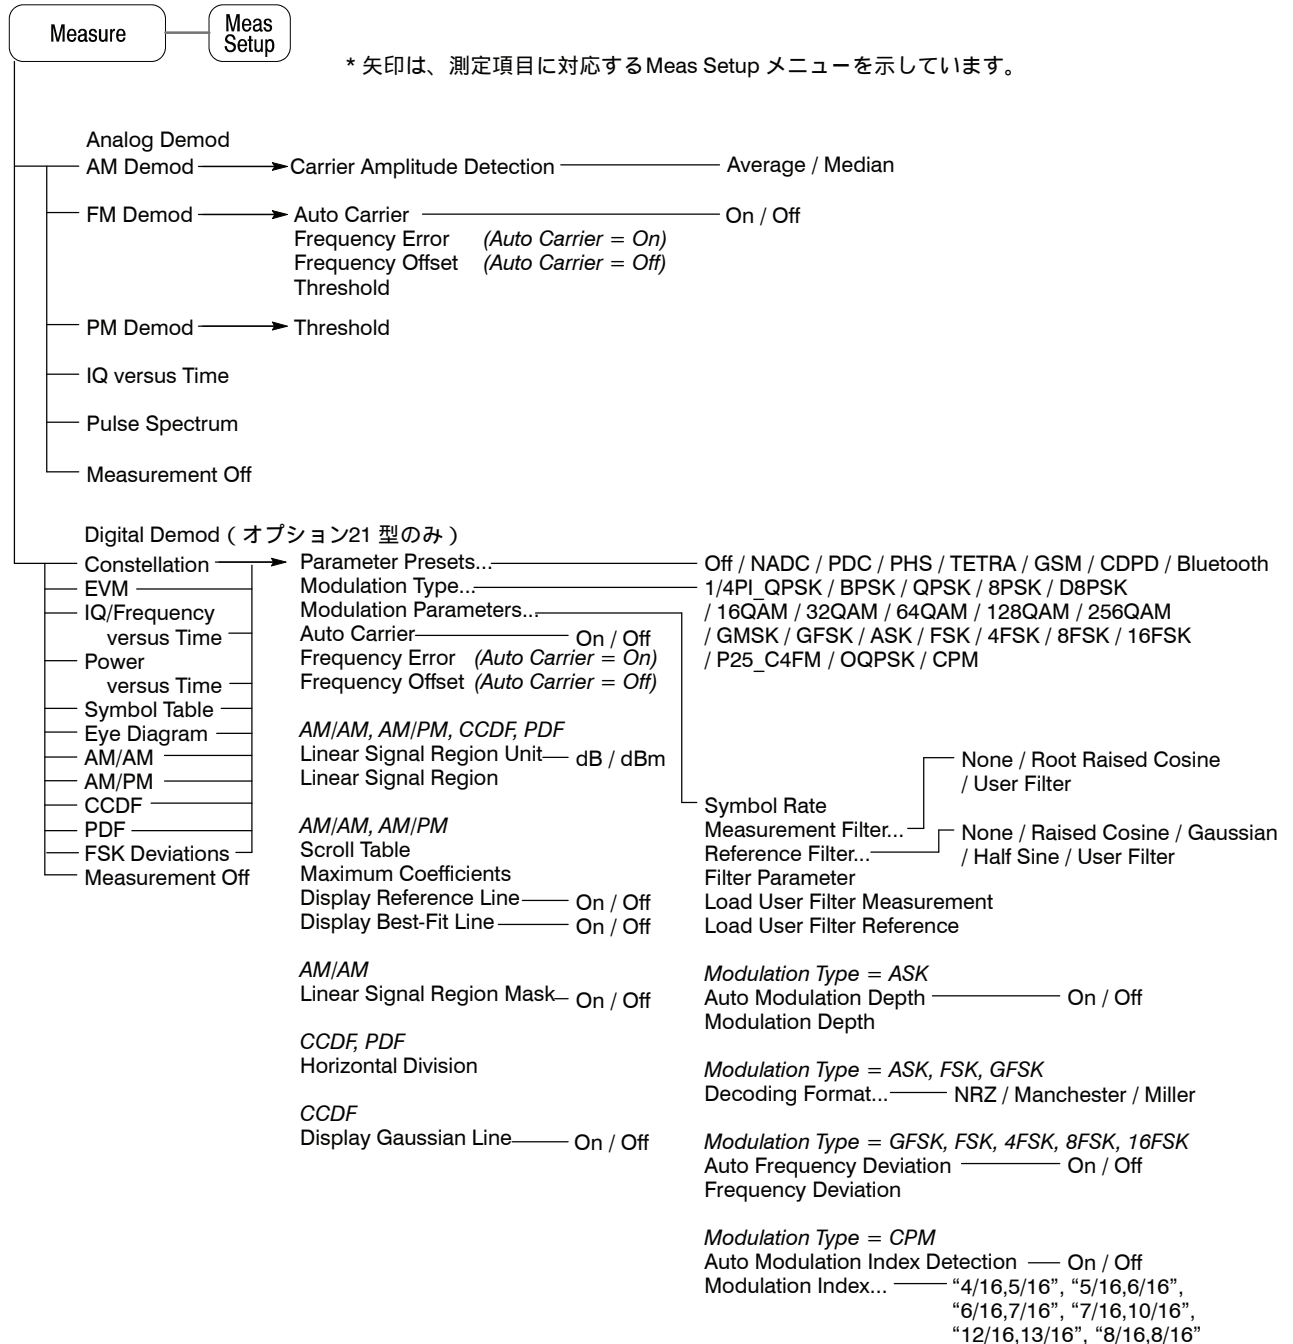 Measure
Meas
Setup
* 矢印は、測定項目に対応するMeas Setup メニューを示しています。
Analog Demod
AM Demod
Carrier Amplitude Detection
Average / Median
FM Demod
Auto Carrier
On / Off
Frequency Error (Auto Carrier = On)
Frequency Offset (Auto Carrier = Off)
Threshold
PM Demod
Threshold
IQ versus Time
Pulse Spectrum
Measurement Off
Digital Demod ( オプション21 型のみ )
Constellation
EVM
IQ/Frequency
versus Time
Power
versus Time
Symbol Table
Eye Diagram
AM/AM
AM/PM
CCDF
PDF
FSK Deviations
Measurement Off
Parameter Presets...
Modulation Type...
Modulation Parameters...
Auto Carrier
On / Off
Frequency Error (Auto Carrier = On)
Frequency Offset (Auto Carrier = Off)
AM/AM, AM/PM, CCDF, PDF
Linear Signal Region Unit
dB / dBm
Linear Signal Region
AM/AM, AM/PM
Scroll Table
Maximum Coefficients
Display Reference Line
On / Off
Display Best-Fit Line
On / Off
AM/AM
Linear Signal Region Mask
On / Off
CCDF, PDF
Horizontal Division
CCDF
Display Gaussian Line
On / Off
Off / NADC / PDC / PHS / TETRA / GSM / CDPD / Bluetooth
1/4PI_QPSK / BPSK / QPSK / 8PSK / D8PSK
/ 16QAM / 32QAM / 64QAM / 128QAM / 256QAM
/ GMSK / GFSK / ASK / FSK / 4FSK / 8FSK / 16FSK
/ P25_C4FM / OQPSK / CPM
Symbol Rate
Measurement Filter...
None / Root Raised Cosine
/ User Filter
Reference Filter...
None / Raised Cosine / Gaussian
/ Half Sine / User Filter
Filter Parameter
Load User Filter Measurement
Load User Filter Reference
Modulation Type = ASK
Auto Modulation Depth
On / Off
Modulation Depth
Modulation Type = ASK, FSK, GFSK
Decoding Format...
NRZ / Manchester / Miller
Modulation Type = GFSK, FSK, 4FSK, 8FSK, 16FSK
Auto Frequency Deviation
On / Off
Frequency Deviation
Modulation Type = CPM
Auto Modulation Index Detection
On / Off
Modulation Index...
“4/16,5/16”, “5/16,6/16”,
“6/16,7/16”, “7/16,10/16”,
“12/16,13/16”, “8/16,8/16”